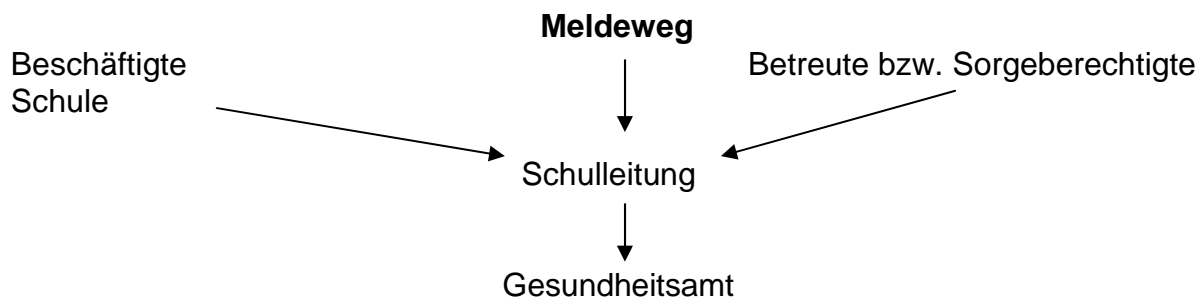 Meldeweg
Beschäftigte
Schule
Betreute bzw. Sorgeberechtigte
Schulleitung
Gesundheitsamt